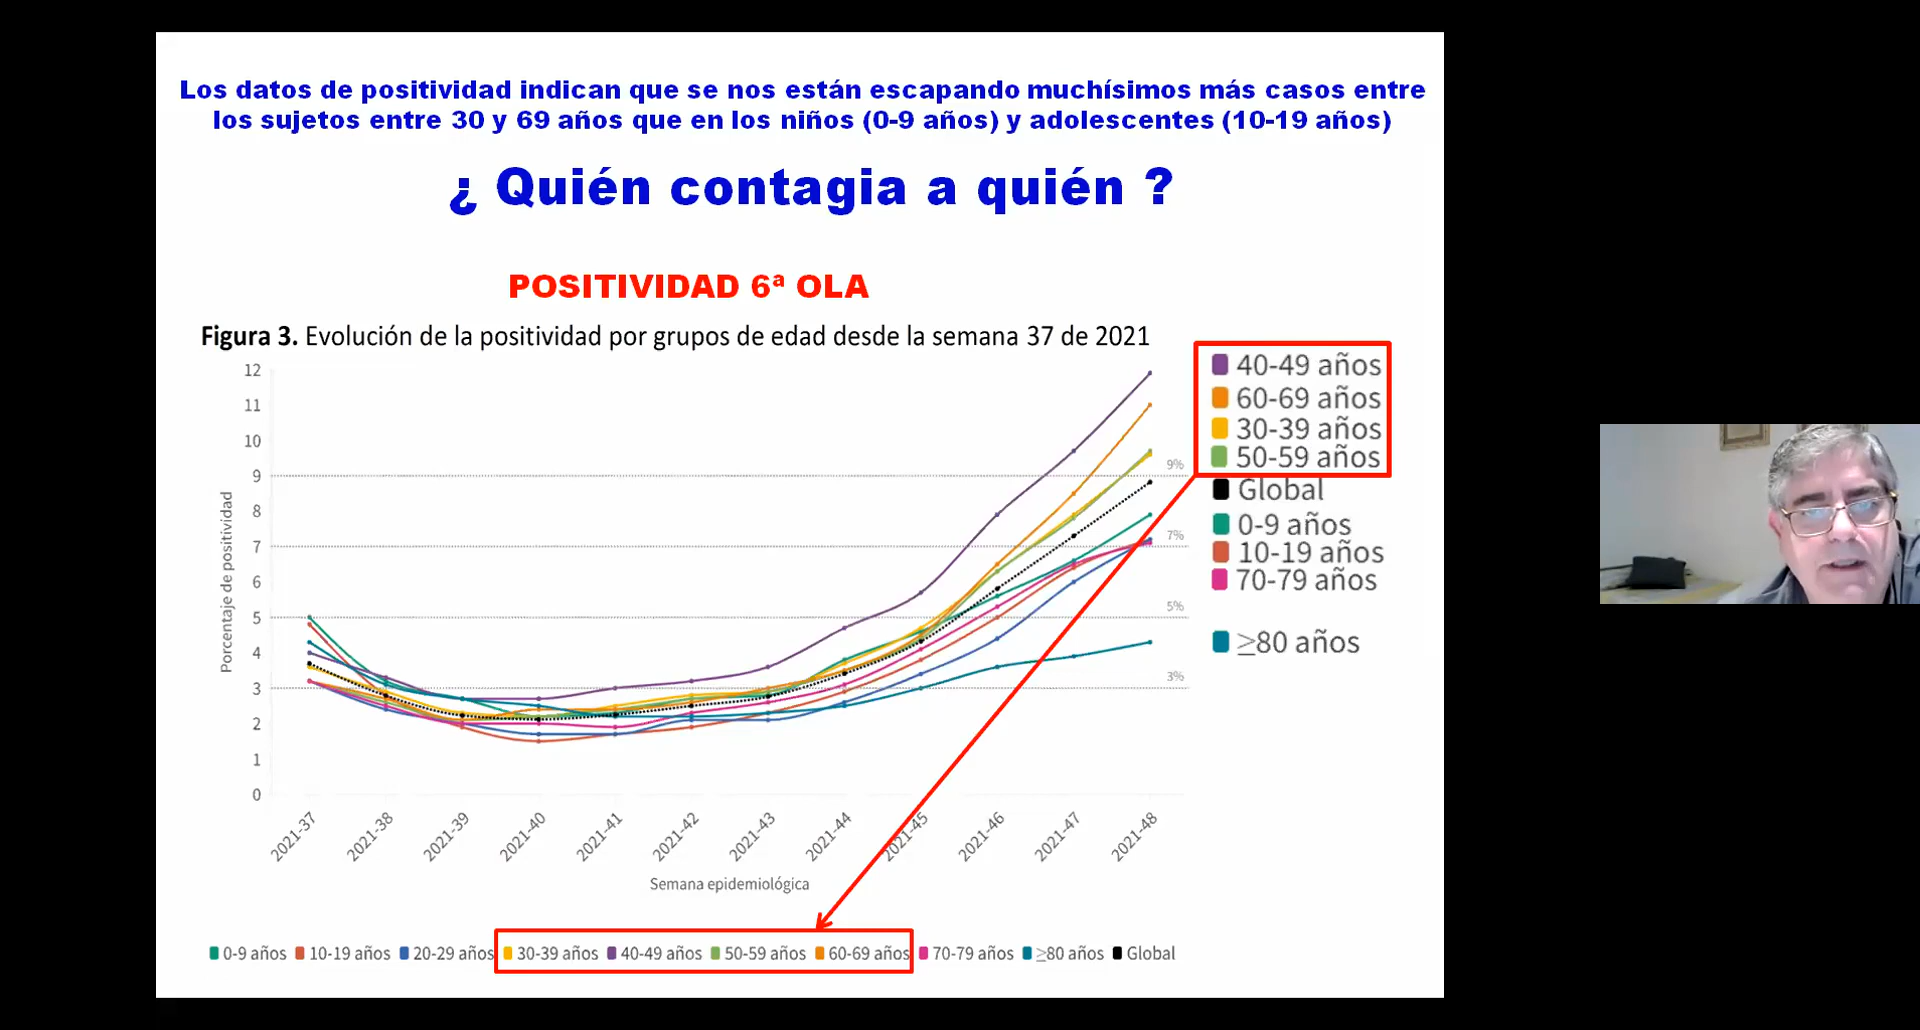 Los datos de positividad indican que se nos están escapando muchísimos más casos entre
los sujetos entre 30 y 69 años que en los niños (0-9 años) y adolescentes (10-19 años)
¿ Quién contagia a quién ?
POSITIVIDAD 6ª OLA
Figura 3. Evolución de la positividad por grupos de edad desde la semana 37 de 2021
12
11
10
9
8
7
6
5
4
3
2
1
0
Porcentaje de positividad
9%
7%
5%
3%
40-49 años
60-69 años
30-39 años
50-59 años
Global
0-9 años
10-19 años
70-79 años
≥80 años
2021-37
2021-38
2021-39
2021-40
2021-41
2021-42
2021-43
2021-44
2021-45
2021-46
2021-47
2021-48
Semana epidemiológica
0-9 años 10-19 años 20-29 años 30-39 años 40-49 años 50-59 años 60-69 años 70-79 años ≥80 años Global